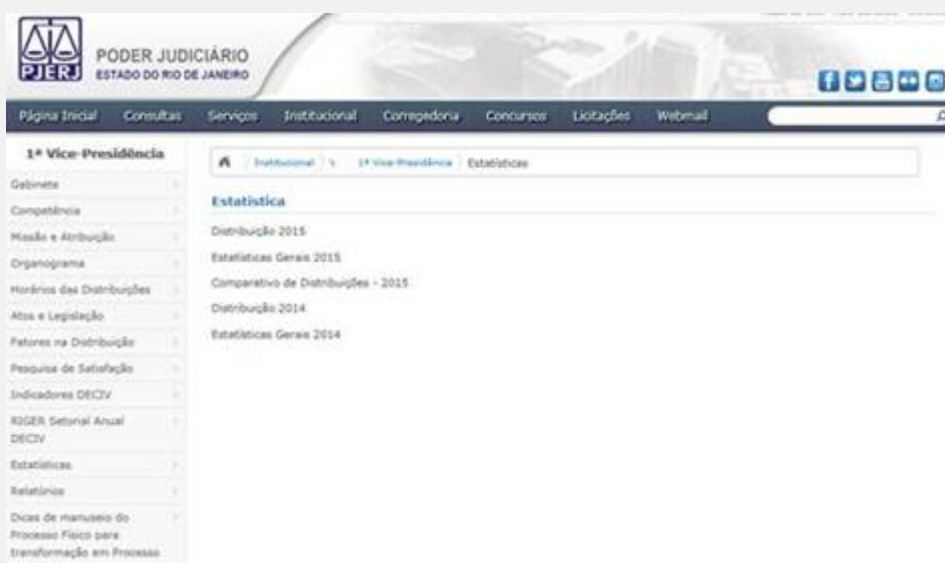 PJERJ
PODER JUDICIÁRIO
ESTADO DO RIO DE JANEIRO
Página Inicial Consultas Serviços Institucional Corregedoria Concursos Licitações Webmail
1ª Vice-Presidência
Institucional 1ª Vice-Presidência Estatísticas
Gabinete
Competência
Missão e Atribuição
Organograma
Horários das Distribuições
Atos e Legislação
Fatores na Distribuição
Pesquisa de Satisfação
Indicadores DECIV
RIGER Setorial Anual
DECIV
Estatísticas
Relatórios
Dicas de manuseio do
Processo Físico para
transformação em Processo
Estatística
Distribuição 2015
Estatísticas Gerais 2015
Comparativo de Distribuições - 2015
Distribuição 2014
Estatísticas Gerais 2014